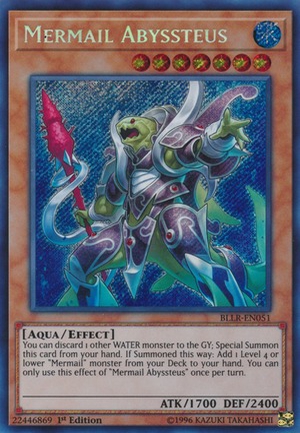 Mermail Abyssteus
BLLR-EN051
[Aqua/Effect]
You can discard 1 other WATER monster to the GY; Special Summon
this card from your hand. If Summoned this way: Add 1 Level 4 or
lower "Mermail" monster from your Deck to your hand. You can
only use this effect of "Mermail Abyssteus" once per turn.
ATK/1700 DEF/2400
22446869 1st Edition ©1996 KAZUKI TAKAHASHI